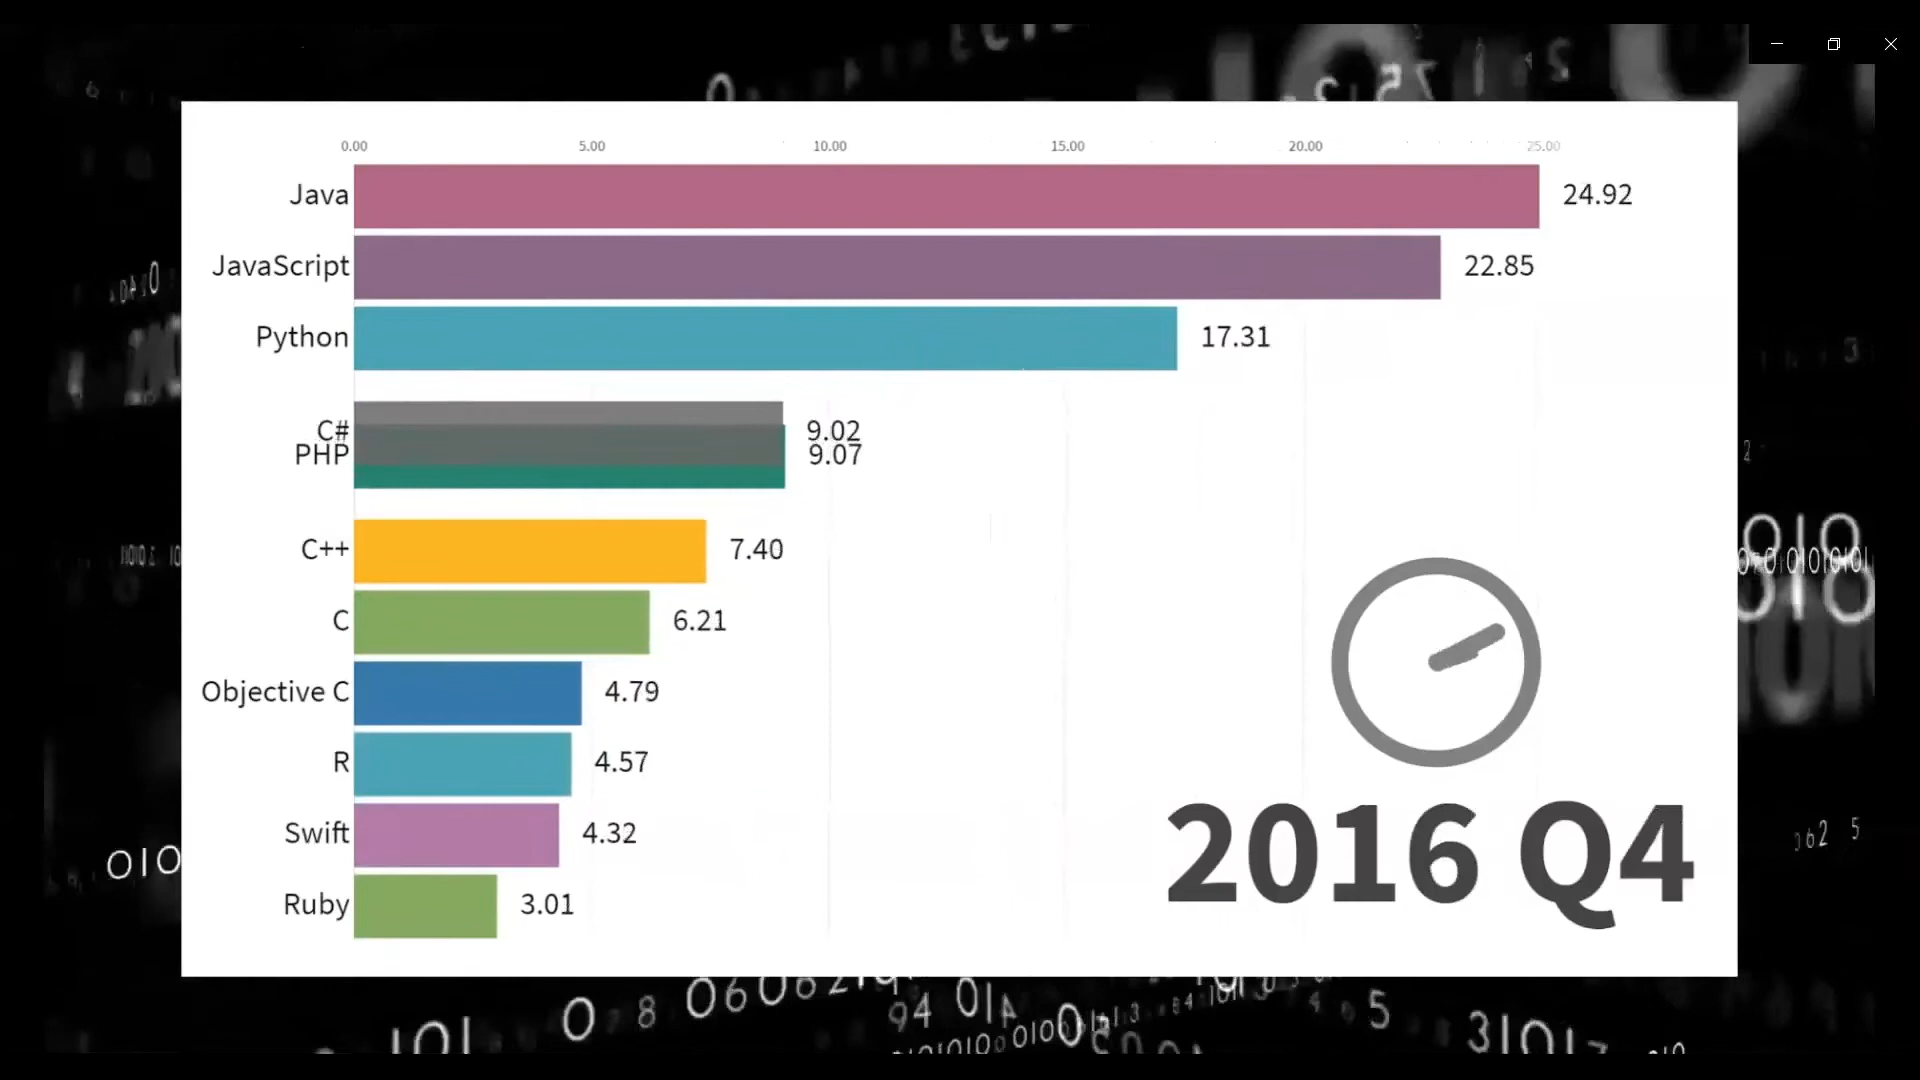 0.00 5.00 10.00 15.00 20.00 25.00
Java 24.92
JavaScript 22.85
Python 17.31
C# 9.02
PHP 9.07
C++ 7.40
C 6.21
Objective C 4.79
R 4.57
Swift 4.32
Ruby 3.01
2016 Q4